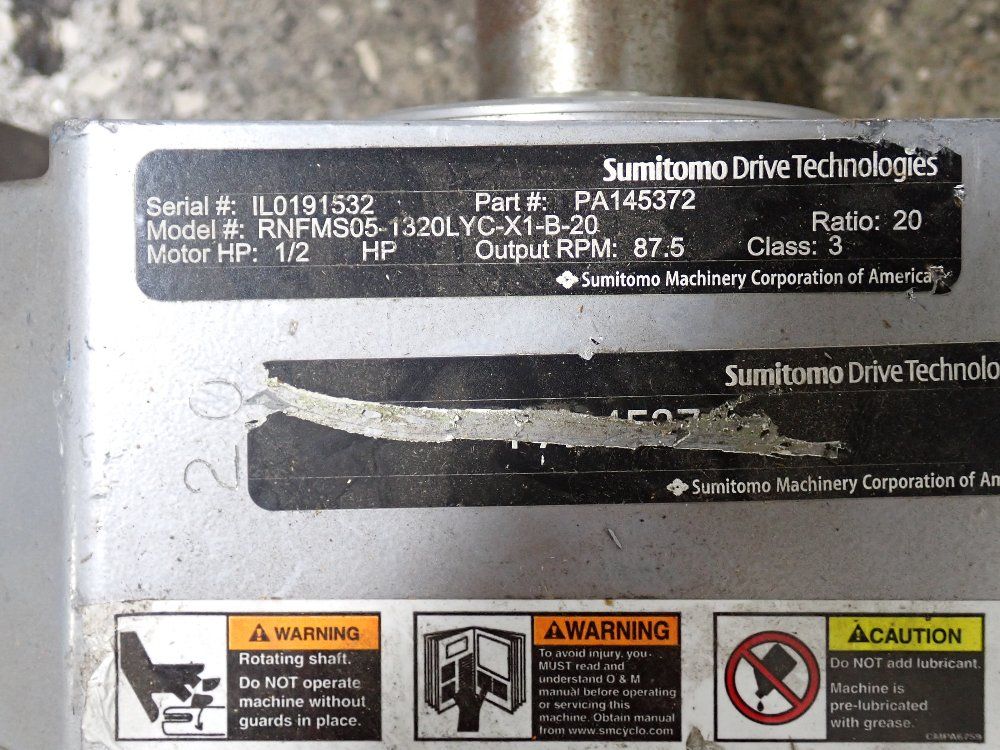 Sumitomo Drive Technologies
Serial #: IL0191532 Part #: PA145372
Model #: RNFMS05-1320LYC-X1-B-20 Ratio: 20
Motor HP: 1/2 HP Output RPM: 87.5 Class: 3
Sumitomo Machinery Corporation of America
Sumitomo Drive Technolo
20
Sumitomo Machinery Corporation of Am
WARNING
Rotating shaft.
Do NOT operate
machine without
guards in place.
WARNING
To avoid injury, you
MUST read and
understand O & M
manual before operating
or servicing this
machine. Obtain manual
from www.smcyclo.com
CAUTION
Do NOT add lubricant.
Machine is
pre-lubricated
with grease.
CMPA6759